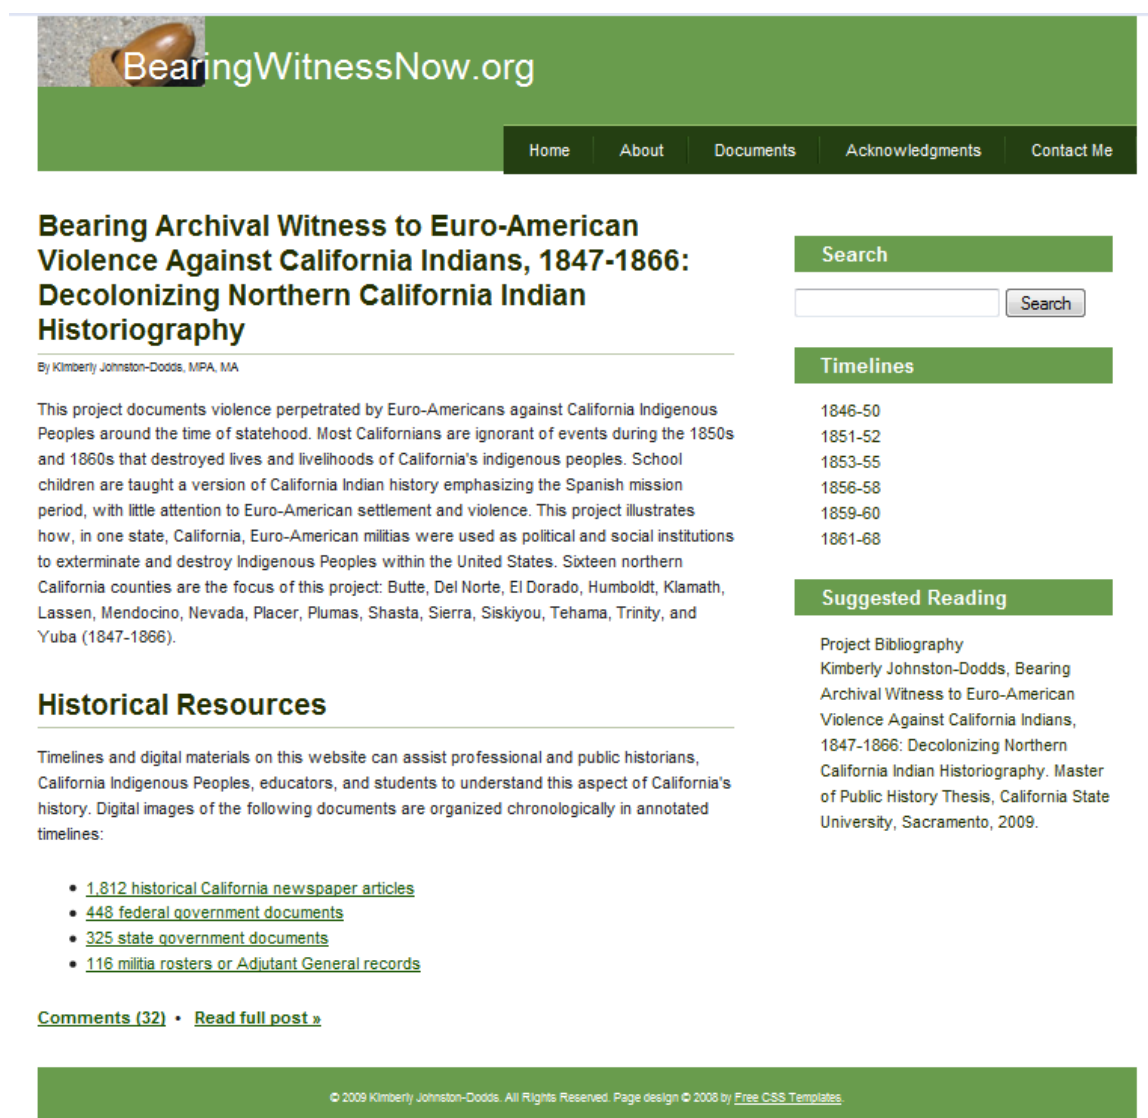 BearingWitnessNow.org
Home About Documents Acknowledgments Contact Me
Bearing Archival Witness to Euro-American
Violence Against California Indians, 1847-1866:
Decolonizing Northern California Indian
Historiography
By Kimberly Johnston-Dodds, MPA, MA
This project documents violence perpetrated by Euro-Americans against California Indigenous
Peoples around the time of statehood. Most Californians are ignorant of events during the 1850s
and 1860s that destroyed lives and livelihoods of California's indigenous peoples. School
children are taught a version of California Indian history emphasizing the Spanish mission
period, with little attention to Euro-American settlement and violence. This project illustrates
how, in one state, California, Euro-American militias were used as political and social institutions
to exterminate and destroy Indigenous Peoples within the United States. Sixteen northern
California counties are the focus of this project: Butte, Del Norte, El Dorado, Humboldt, Klamath,
Lassen, Mendocino, Nevada, Placer, Plumas, Shasta, Sierra, Siskiyou, Tehama, Trinity, and
Yuba (1847-1866).
Historical Resources
Timelines and digital materials on this website can assist professional and public historians,
California Indigenous Peoples, educators, and students to understand this aspect of California's
history. Digital images of the following documents are organized chronologically in annotated
timelines:
• 1,812 historical California newspaper articles
• 448 federal government documents
• 325 state government documents
• 116 militia rosters or Adjutant General records
Comments (32) • Read full post »
Search
Search
Timelines
1846-50
1851-52
1853-55
1856-58
1859-60
1861-68
Suggested Reading
Project Bibliography
Kimberly Johnston-Dodds, Bearing
Archival Witness to Euro-American
Violence Against California Indians,
1847-1866: Decolonizing Northern
California Indian Historiography. Master
of Public History Thesis, California State
University, Sacramento, 2009.
© 2009 Kimberly Johnston-Dodds. All Rights Reserved. Page design © 2008 by Free CSS Templates.